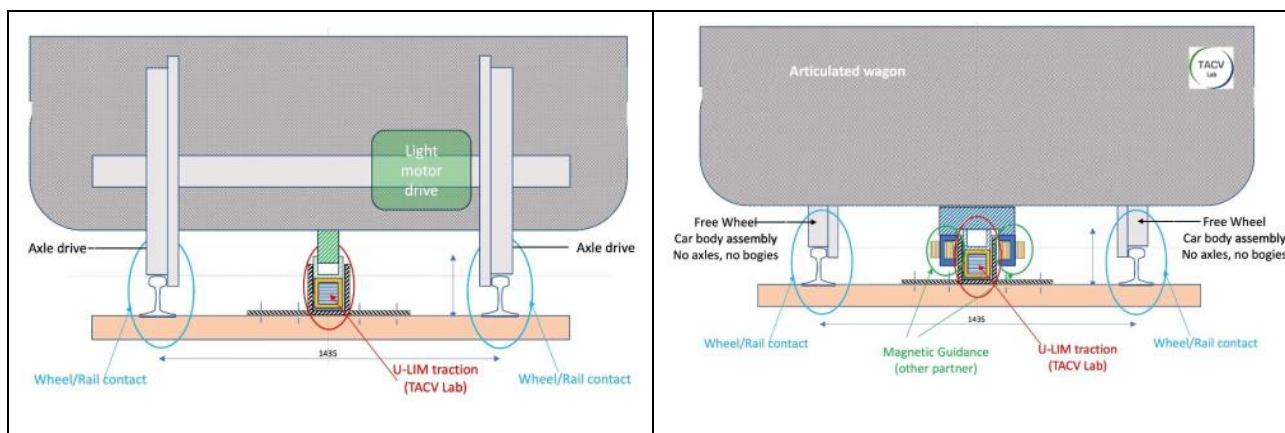 Light
motor
drive
Axle drive
Axle drive
1435
U-LIM traction
(TACV Lab)
Wheel/Rail contact
Wheel/Rail contact
Articulated wagon
TACV
Lab
Free Wheel
Car body assembly
No axles, no bogies
Free Wheel
Car body assembly
No axles, no bogies
1435
Wheel/Rail contact
Magnetic Guidance
(other partner)
U-LIM traction
(TACV Lab)
Wheel/Rail contact